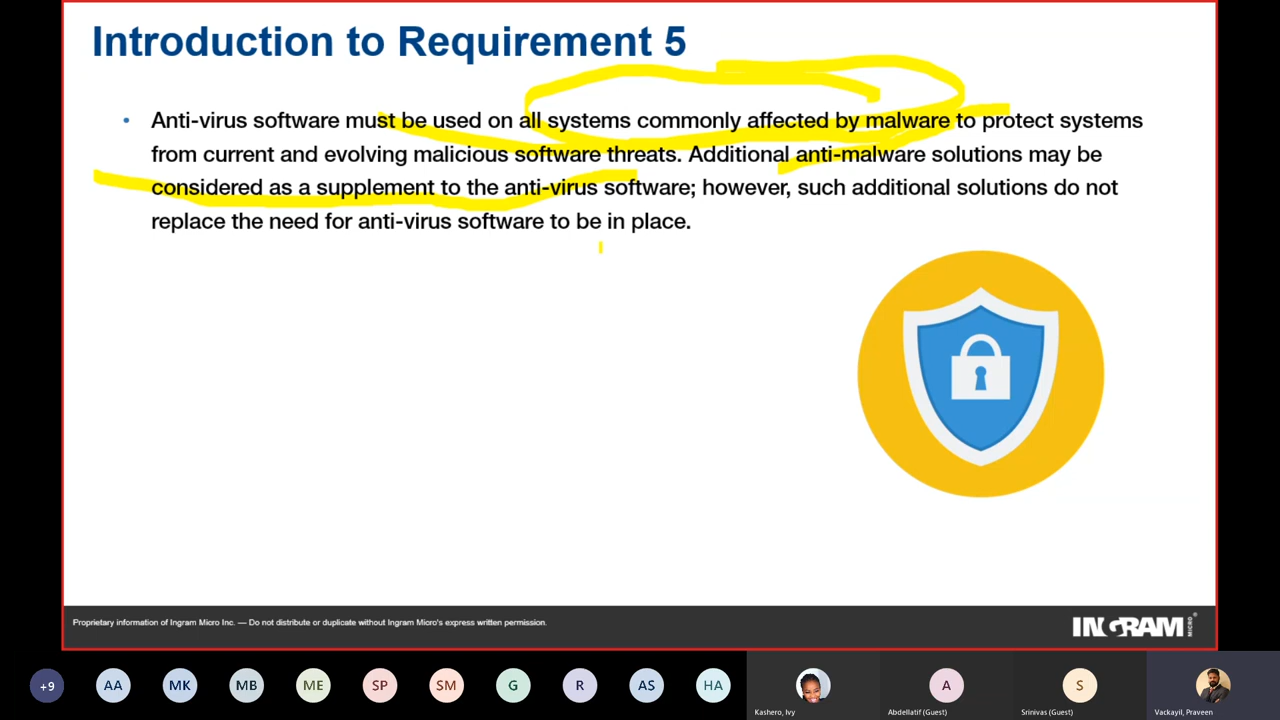 Introduction to Requirement 5
• Anti-virus software must be used on all systems commonly affected by malware to protect systems
from current and evolving malicious software threats. Additional anti-malware solutions may be
considered as a supplement to the anti-virus software; however, such additional solutions do not
replace the need for anti-virus software to be in place.
Proprietary information of Ingram Micro Inc. — Do not distribute or duplicate without Ingram Micro's express written permission.
INGRAM MICRO®
+9 AA MK MB ME SP SM G R AS HA A S
Kashero, Ivy Abdellatif (Guest) Srinivas (Guest) Vackayil, Praveen